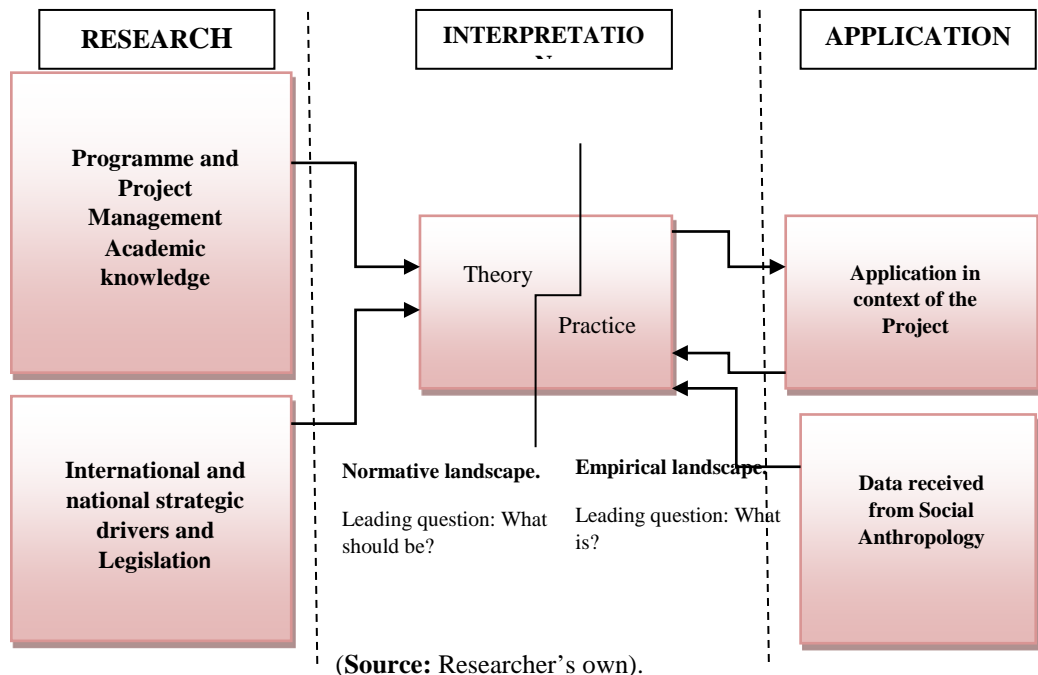 RESEARCH
INTERPRETATIO
APPLICATION
Programme and
Project
Management
Academic
knowledge
International and
national strategic
drivers and
Legislation
Theory
Practice
Normative landscape.
Leading question: What
should be?
Empirical landscape.
Leading question: What
is?
Application in
context of the
Project
Data received
from Social
Anthropology
(Source: Researcher's own).